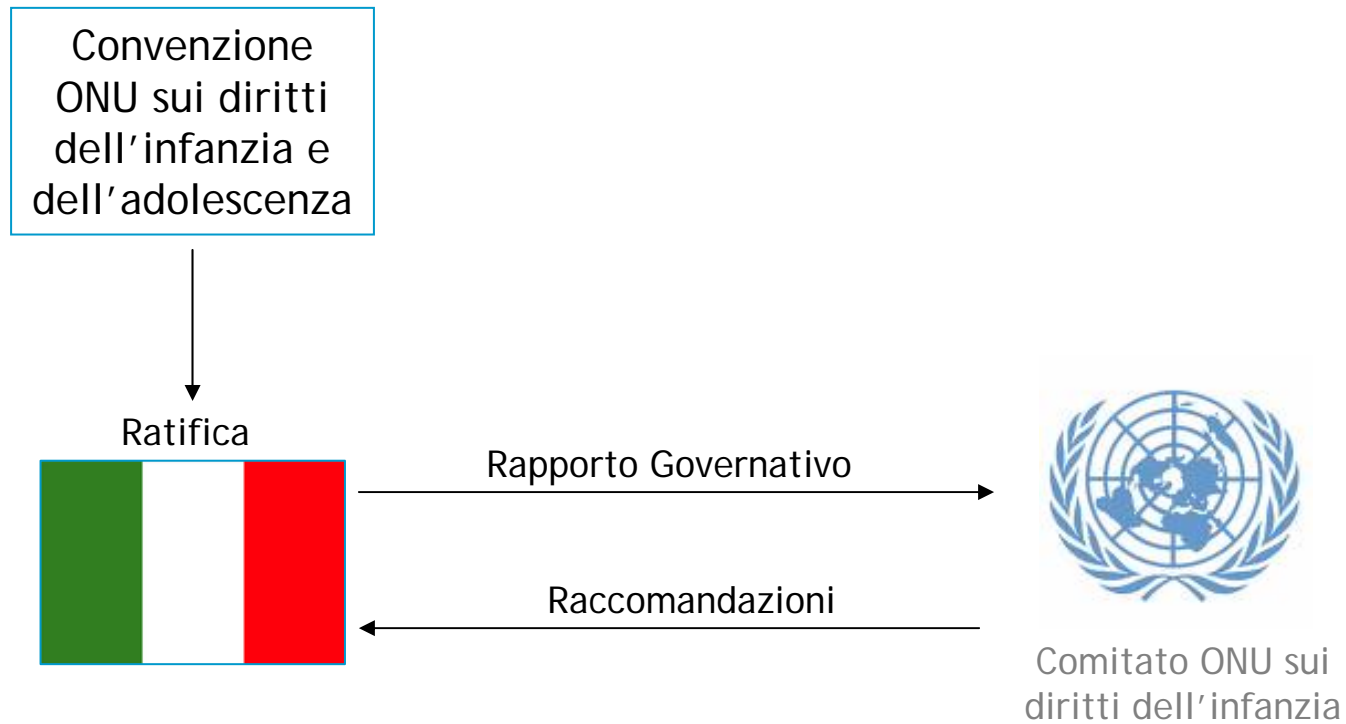 Convenzione
ONU sui diritti
dell’infanzia e
dell’adolescenza
Ratifica
Rapporto Governativo
Raccomandazioni
Comitato ONU sui
diritti dell’infanzia